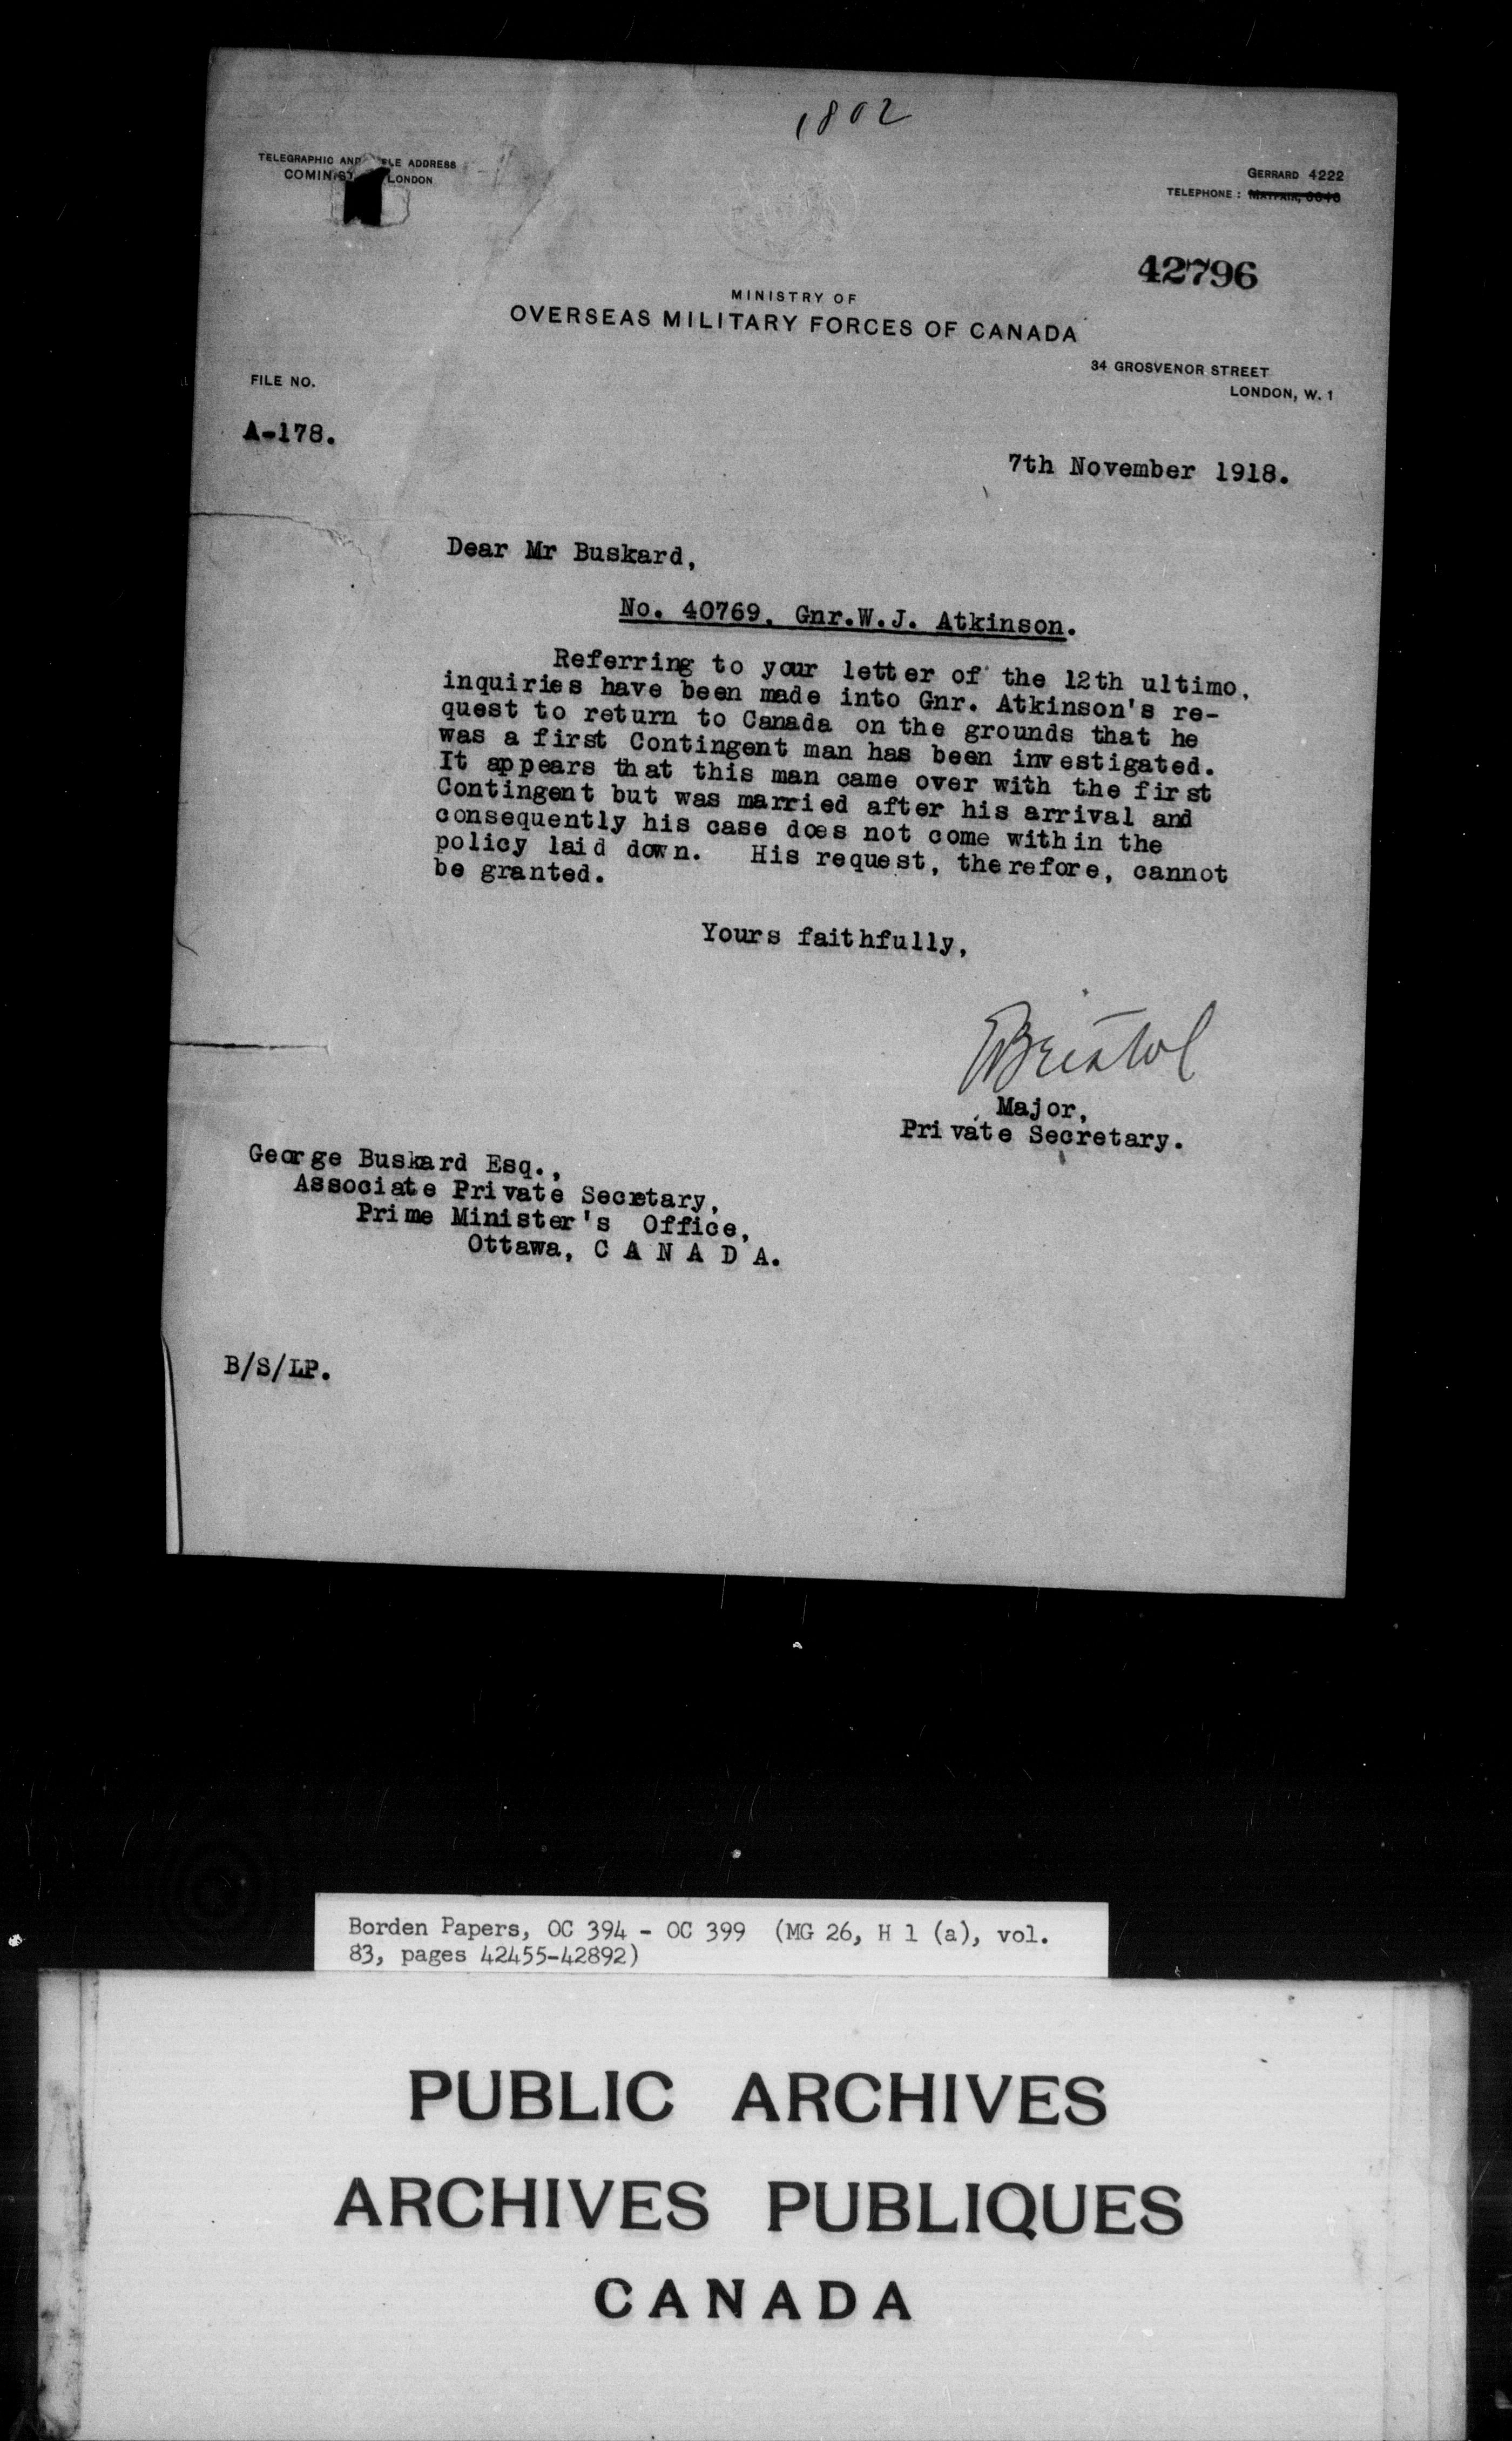 1802
TELEGRAPHIC AND ADDRESS
LONDON
GERRARD 4222
TELEPHONE :
42796
MINISTRY OF
OVERSEAS MILITARY FORCES OF CANADA
34 GROSVENOR STREET
LONDON, W. 1
FILE NO.
A-178.
7th November 1918.
Dear Mr Buskard,
No. 40769. Gnr.W.J. Atkinson.
Referring to your letter of the 12th ultimo,
inquiries have been made into Gnr. Atkinson's re-
quest to return to Canada on the grounds that he
was a first Contingent man has been investigated.
It appears that this man came over with the first
Contingent but was married after his arrival and
consequently his case does not come within the
policy laid down. His request, therefore, cannot
be granted.
Yours faithfully,
Bristol
Major,
Private Secretary.
George Buskard Esq.,
Associate Private Secretary,
Prime Minister's Office,
Ottawa, C A N A D A.
B/S/LP.
Borden Papers, OC 394 - OC 399 (MG 26, H 1 (a), vol.
83, pages 42455-42892)
PUBLIC ARCHIVES
ARCHIVES PUBLIQUES
CANADA